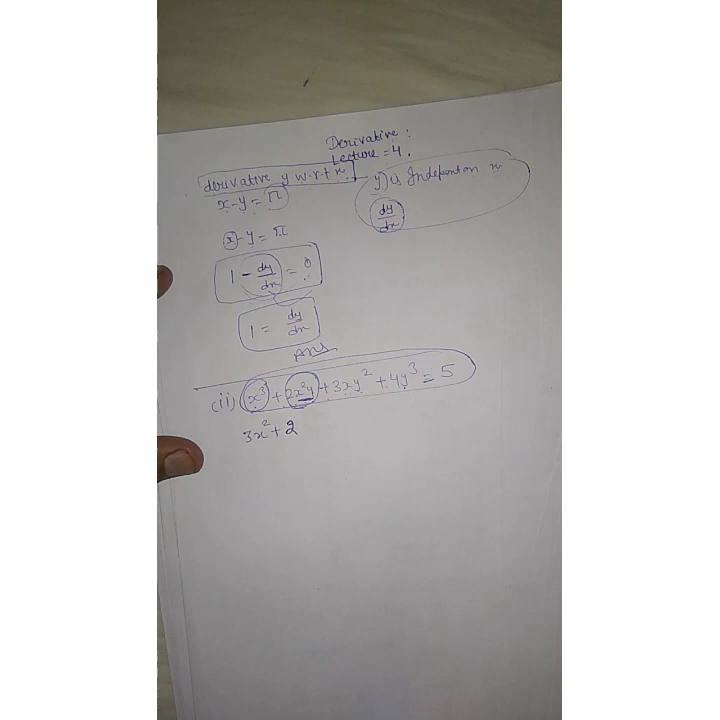 Derivative :
Lecture = 4.
derivative y w.r.t x
x - y = π
y) is Indepenton x
dy/dx
x - y = π
1 - dy/dx = 0
1 = dy/dx
Ans
(ii) x³ + 2x²y + 3xy² + 4y³ = 5
3x² + 2